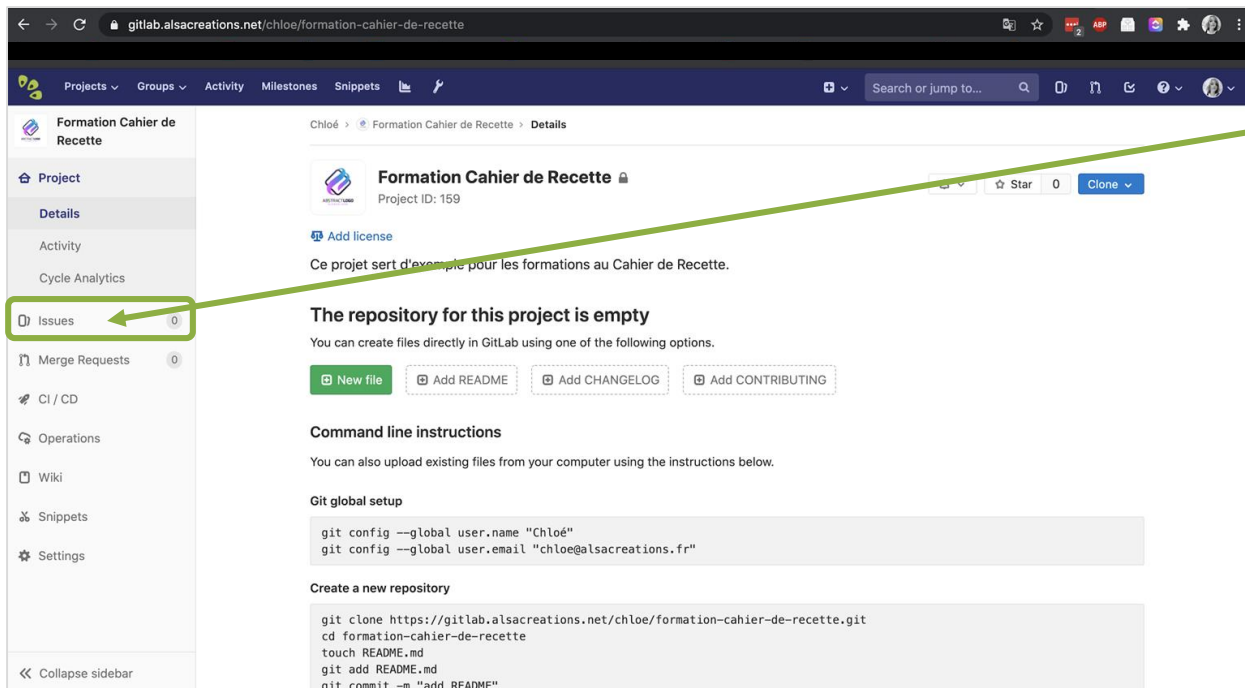 gitlab.alsacreations.net/chloe/formation-cahier-de-recette
2
ABP
Projects Groups Activity Milestones Snippets
Search or jump to...
Formation Cahier de
Recette
Project
Details
Activity
Cycle Analytics
Issues 0
Merge Requests 0
CI / CD
Operations
Wiki
Snippets
Settings
Collapse sidebar
Chloé > Formation Cahier de Recette > Details
Formation Cahier de Recette
Project ID: 159
Star 0 Clone
Add license
Ce projet sert d'exemple pour les formations au Cahier de Recette.
The repository for this project is empty
You can create files directly in GitLab using one of the following options.
New file Add README Add CHANGELOG Add CONTRIBUTING
Command line instructions
You can also upload existing files from your computer using the instructions below.
Git global setup
git config --global user.name "Chloé"
git config --global user.email "chloe@alsacreations.fr"
Create a new repository
git clone https://gitlab.alsacreations.net/chloe/formation-cahier-de-recette.git
cd formation-cahier-de-recette
touch README.md
git add README.md
git commit -m "add README"